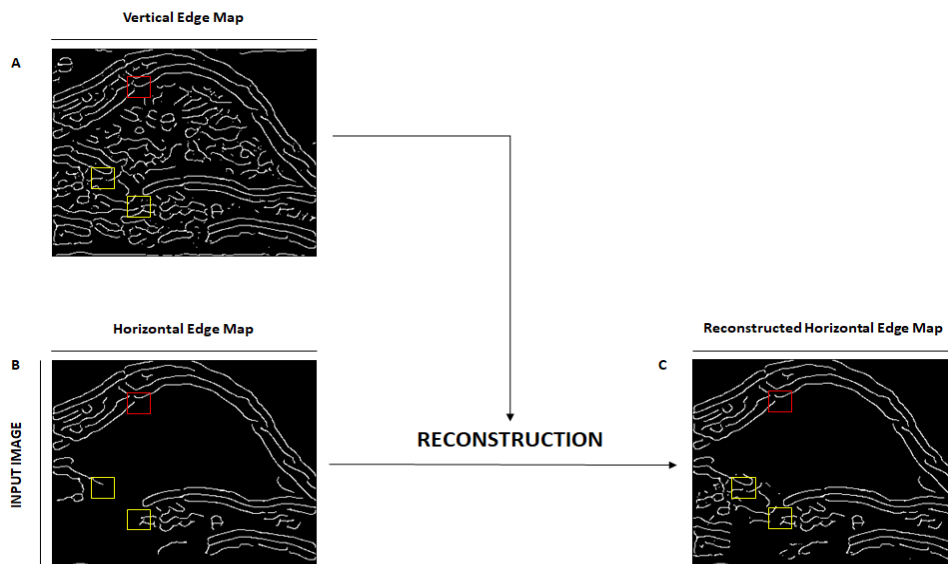 Vertical Edge Map
A
Horizontal Edge Map
Reconstructed Horizontal Edge Map
B
C
RECONSTRUCTION
INPUT IMAGE